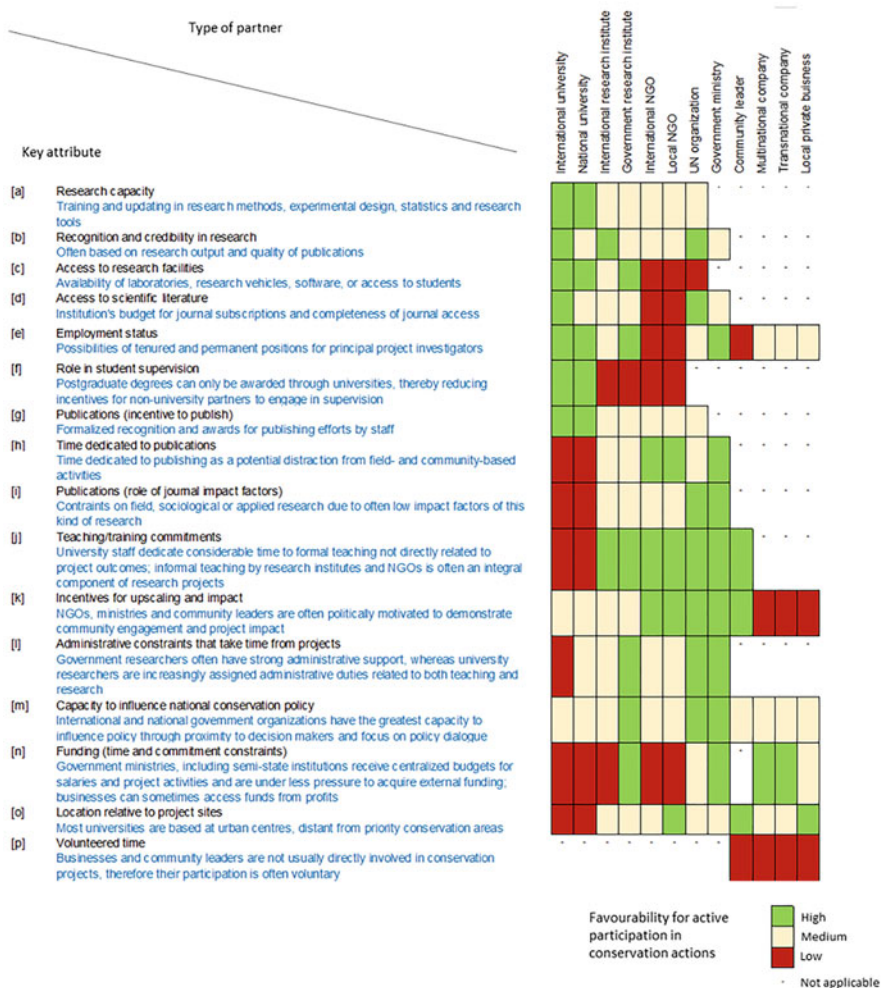 Type of partner
International university
National university
International research institute
Government research institute
International NGO
Local NGO
UN organization
Government ministry
Community leader
Multinational company
Transnational company
Local private buisness
Key attribute
[a] Research capacity
Training and updating in research methods, experimental design, statistics and research
tools
[b] Recognition and credibility in research
Often based on research output and quality of publications
[c] Access to research facilities
Availability of laboratories, research vehicles, software, or access to students
[d] Access to scientific literature
Institution's budget for journal subscriptions and completeness of journal access
[e] Employment status
Possibilities of tenured and permanent positions for principal project investigators
[f] Role in student supervision
Postgraduate degrees can only be awarded through universities, thereby reducing
incentives for non-university partners to engage in supervision
[g] Publications (incentive to publish)
Formalized recognition and awards for publishing efforts by staff
[h] Time dedicated to publications
Time dedicated to publishing as a potential distraction from field- and community-based
activities
[i] Publications (role of journal impact factors)
Contraints on field, sociological or applied research due to often low impact factors of this
kind of research
[j] Teaching/training commitments
University staff dedicate considerable time to formal teaching not directly related to
project outcomes; informal teaching by research institutes and NGOs is often an integral
component of research projects
[k] Incentives for upscaling and impact
NGOs, ministries and community leaders are often politically motivated to demonstrate
community engagement and project impact
[l] Administrative constraints that take time from projects
Government researchers often have strong administrative support, whereas university
researchers are increasingly assigned administrative duties related to both teaching and
research
[m] Capacity to influence national conservation policy
International and national government organizations have the greatest capacity to
influence policy through proximity to decision makers and focus on policy dialogue
[n] Funding (time and commitment constraints)
Government ministries, including semi-state institutions receive centralized budgets for
salaries and project activities and are under less pressure to acquire external funding;
businesses can sometimes access funds from profits
[o] Location relative to project sites
Most universities are based at urban centres, distant from priority conservation areas
[p] Volunteered time
Businesses and community leaders are not usually directly involved in conservation
projects, therefore their participation is often voluntary
Favourability for active
participation in
conservation actions
High
Medium
Low
- Not applicable